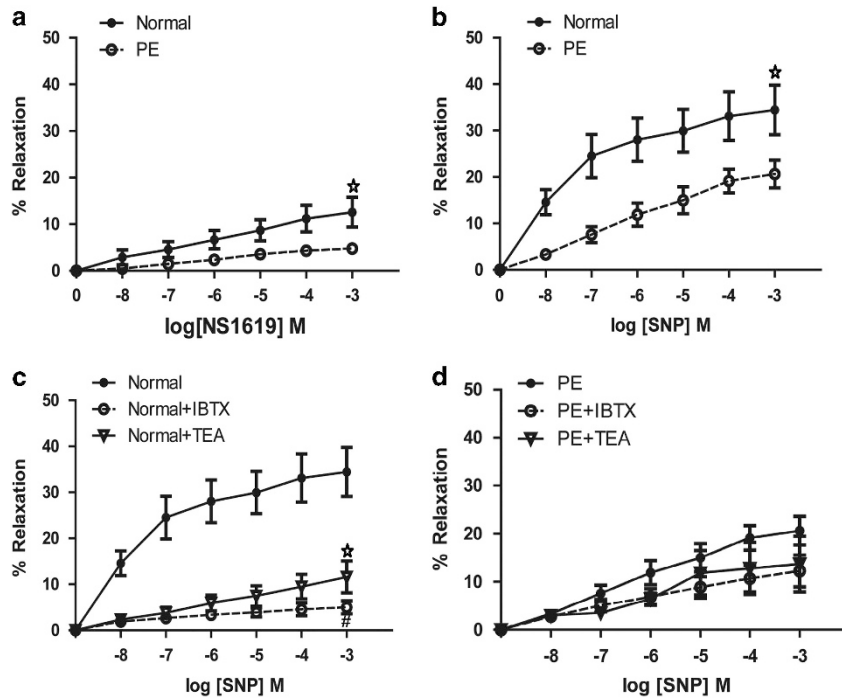 a
Normal
PE
% Relaxation
50
40
30
20
10
0
0 -8 -7 -6 -5 -4 -3
log[NS1619] M
b
Normal
PE
% Relaxation
50
40
30
20
10
0
0 -8 -7 -6 -5 -4 -3
log [SNP] M
c
Normal
Normal+IBTX
Normal+TEA
% Relaxation
50
40
30
20
10
0
#
-8 -7 -6 -5 -4 -3
log [SNP] M
d
PE
PE+IBTX
PE+TEA
% Relaxation
50
40
30
20
10
0
-8 -7 -6 -5 -4 -3
log [SNP] M